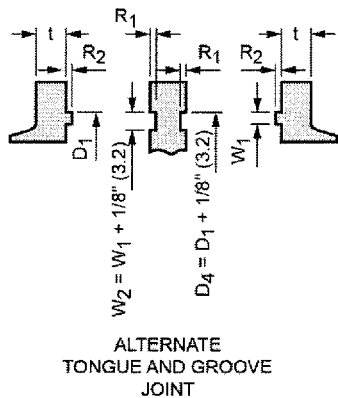 R1
t
R2
R1
R2
t
D1
W2 = W1 + 1/8" (3.2)
D4 = D1 + 1/8" (3.2)
W1
ALTERNATE
TONGUE AND GROOVE
JOINT